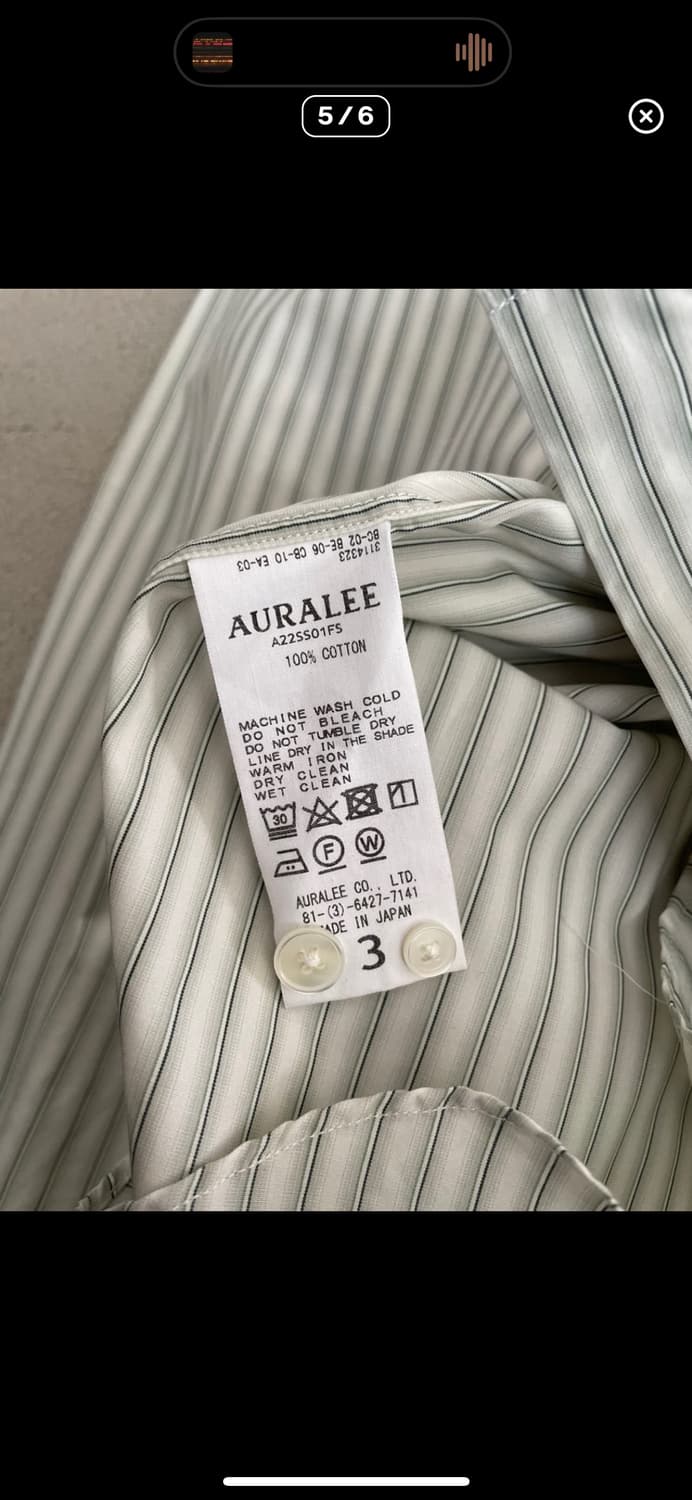 5/6
3114323
BC-02 BE-06 CB-10 EA-03
AURALEE
A22SS01FS
100% COTTON
MACHINE WASH COLD
DO NOT BLEACH
DO NOT TUMBLE DRY
LINE DRY IN THE SHADE
WARM IRON
DRY CLEAN
WET CLEAN
30
F W
AURALEE CO., LTD.
81-(3)-6427-7141
ADE IN JAPAN
3